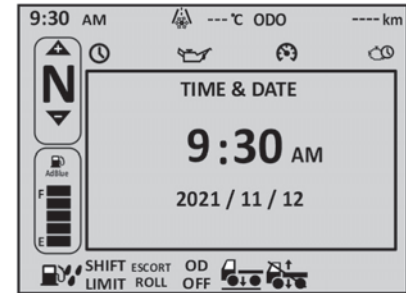 9:30 AM --- ℃ ODO ---- km
N
TIME & DATE
9:30 AM
2021 / 11 / 12
AdBlue
F
E
SHIFT LIMIT
ESCORT ROLL
OD OFF